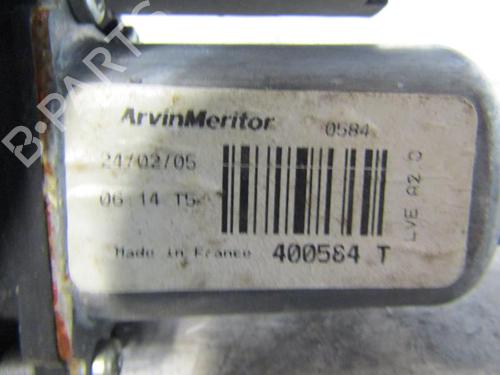 ArvinMeritor 0584
24/02/05
06:14 T5
LVE A2.0
Made in France 400584 T
B-PARTS